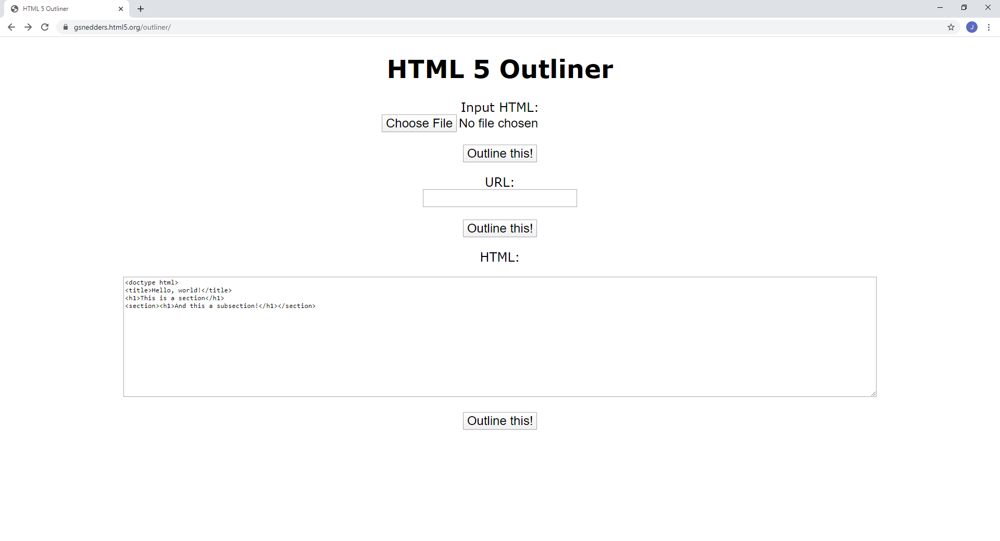 HTML 5 Outliner
gsnedders.html5.org/outliner/
J
HTML 5 Outliner
Input HTML:
Choose File No file chosen
Outline this!
URL:
Outline this!
HTML:
<doctype html>
<title>Hello, world!</title>
<h1>This is a section</h1>
<section><h1>And this a subsection!</h1></section>
Outline this!